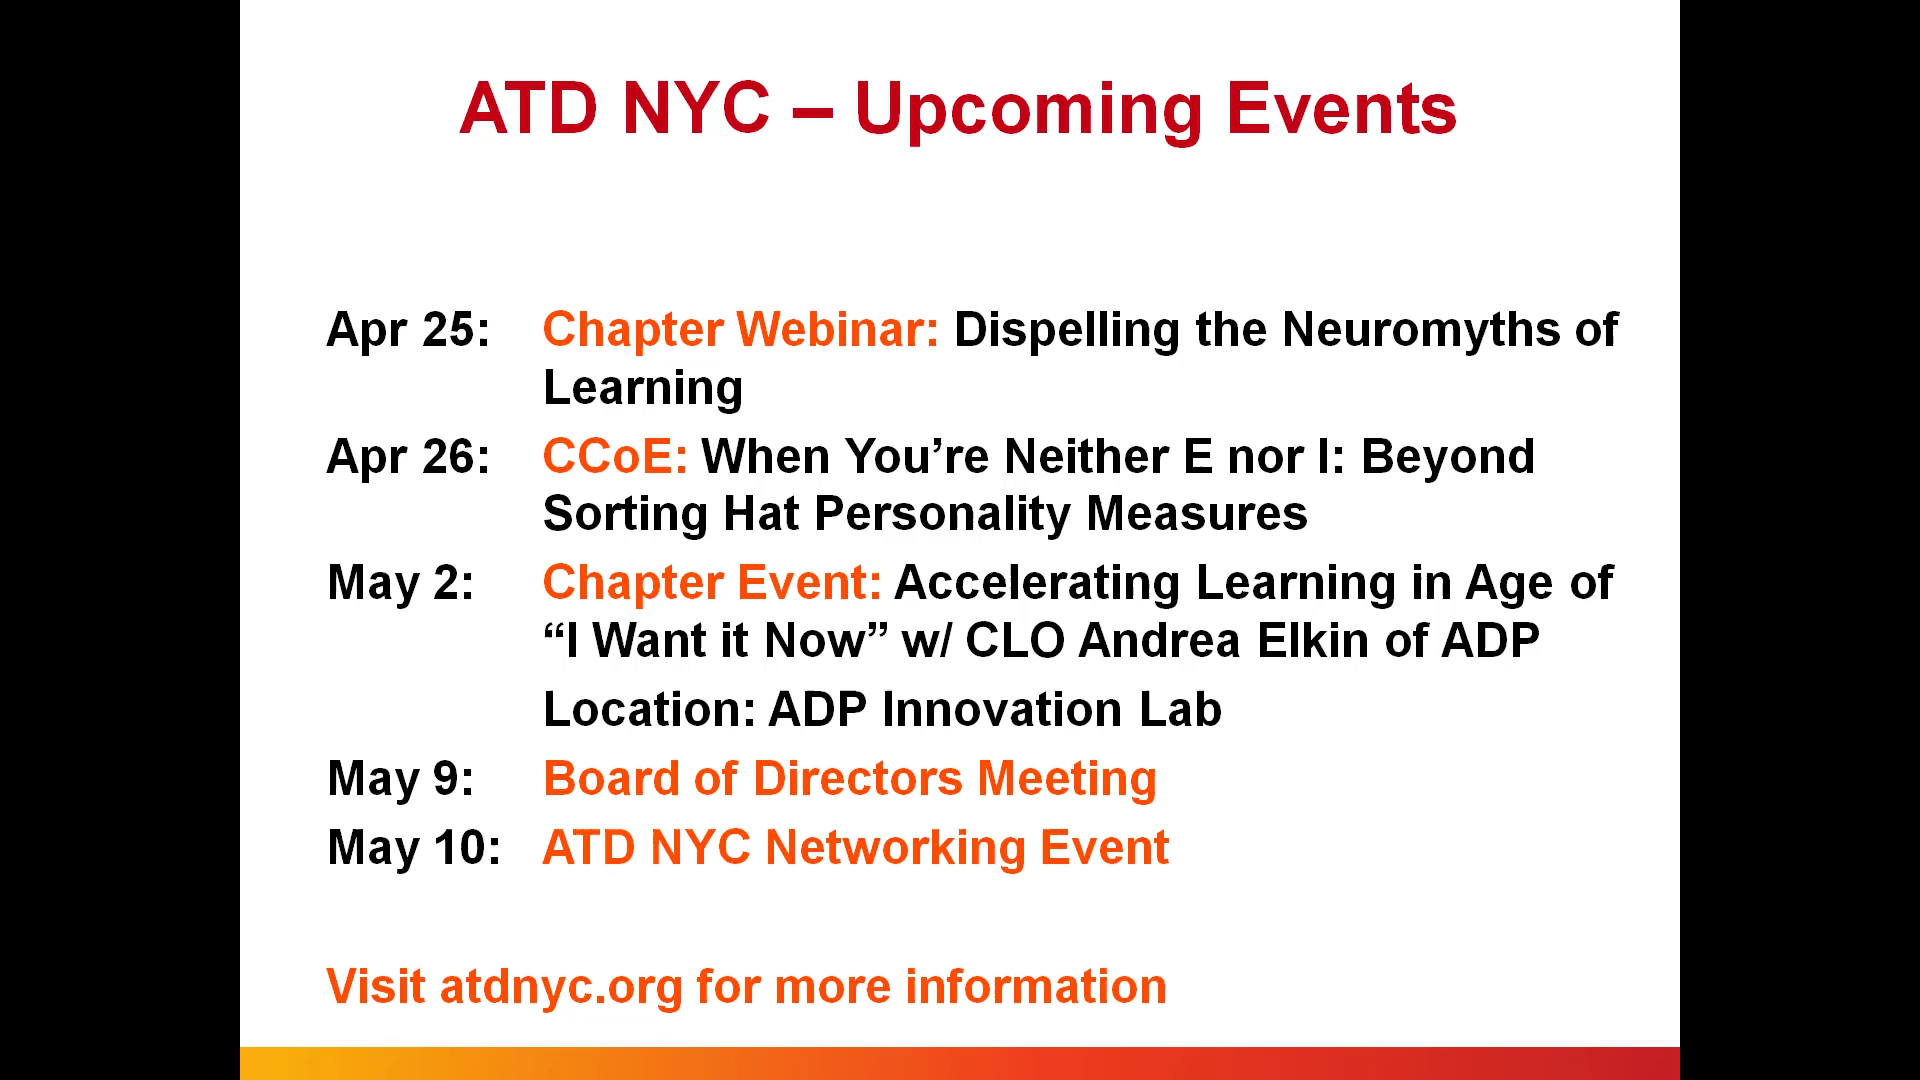 ATD NYC – Upcoming Events
Apr 25: Chapter Webinar: Dispelling the Neuromyths of
Learning
Apr 26: CCoE: When You’re Neither E nor I: Beyond
Sorting Hat Personality Measures
May 2: Chapter Event: Accelerating Learning in Age of
“I Want it Now” w/ CLO Andrea Elkin of ADP
Location: ADP Innovation Lab
May 9: Board of Directors Meeting
May 10: ATD NYC Networking Event
Visit atdnyc.org for more information